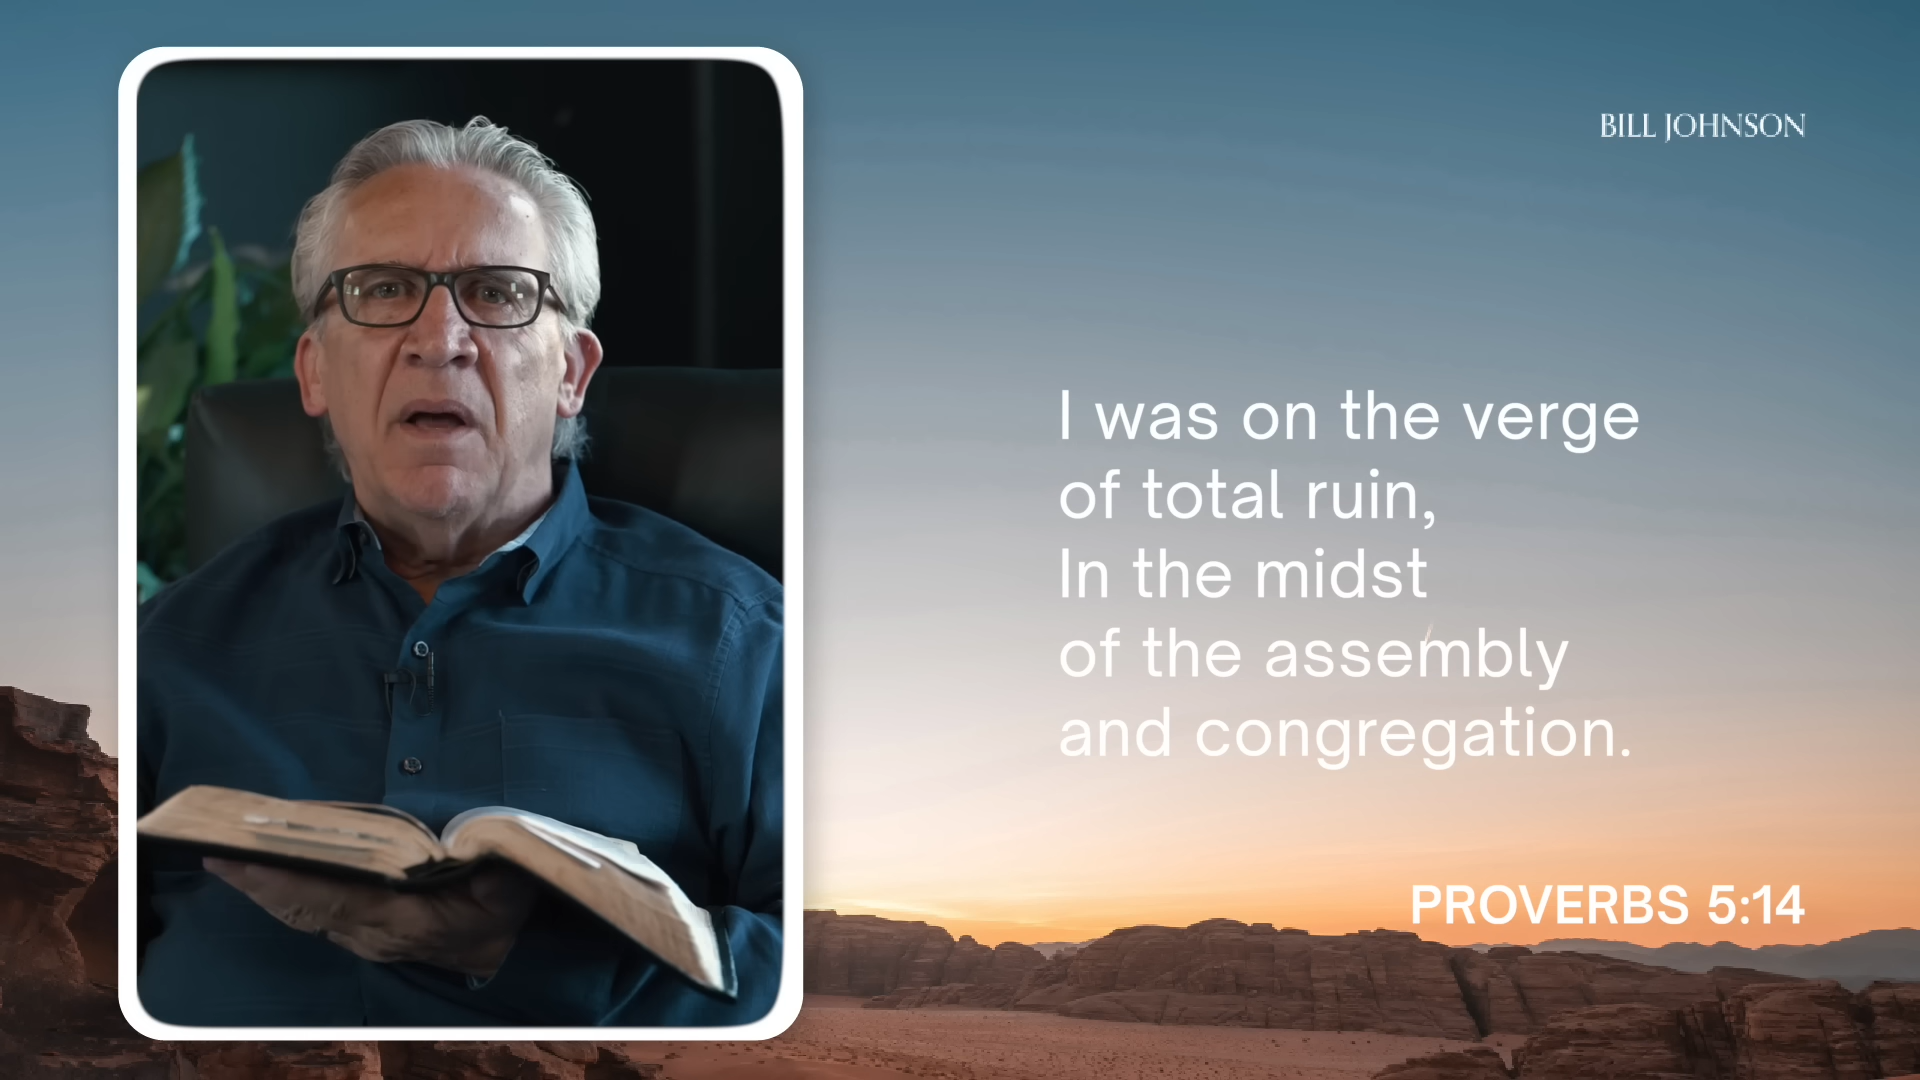 BILL JOHNSON
I was on the verge
of total ruin,
In the midst
of the assembly
and congregation.
PROVERBS 5:14